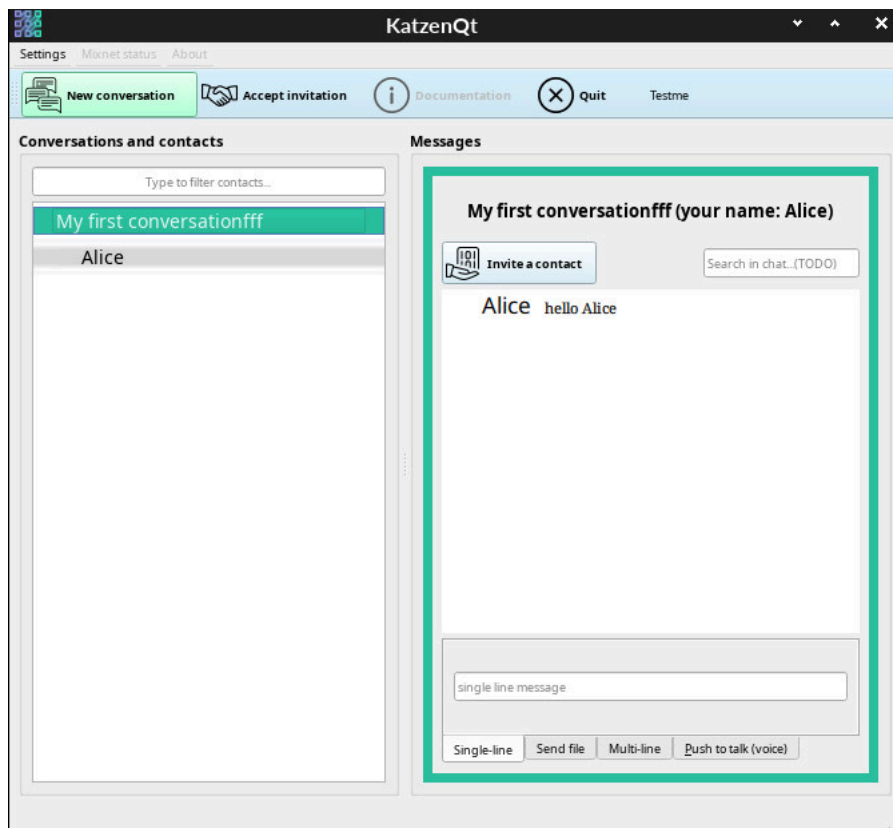 KatzenQt
Settings Mixnet status About
New conversation Accept invitation Documentation Quit Testme
Conversations and contacts
Type to filter contacts...
My first conversationfff
Alice
Messages
My first conversationfff (your name: Alice)
Invite a contact
Search in chat...(TODO)
Alice hello Alice
single line message
Single-line Send file Multi-line Push to talk (voice)